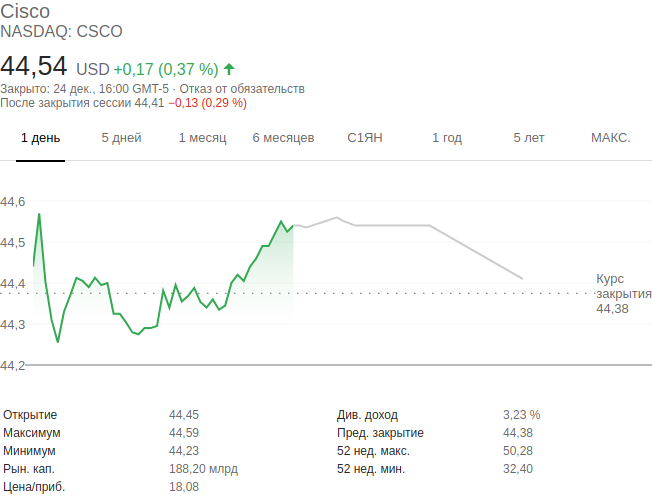 Cisco
NASDAQ: CSCO
44,54 USD +0,17 (0,37 %)
Закрыто: 24 дек., 16:00 GMT-5 · Отказ от обязательств
После закрытия сессии 44,41 −0,13 (0,29 %)
1 день 5 дней 1 месяц 6 месяцев С1ЯН 1 год 5 лет МАКС.
44,6
44,5
44,4
44,3
44,2
Курс
закрытия
44,38
Открытие 44,45 Див. доход 3,23 %
Максимум 44,59 Пред. закрытие 44,38
Минимум 44,23 52 нед. макс. 50,28
Рын. кап. 188,20 млрд 52 нед. мин. 32,40
Цена/приб. 18,08